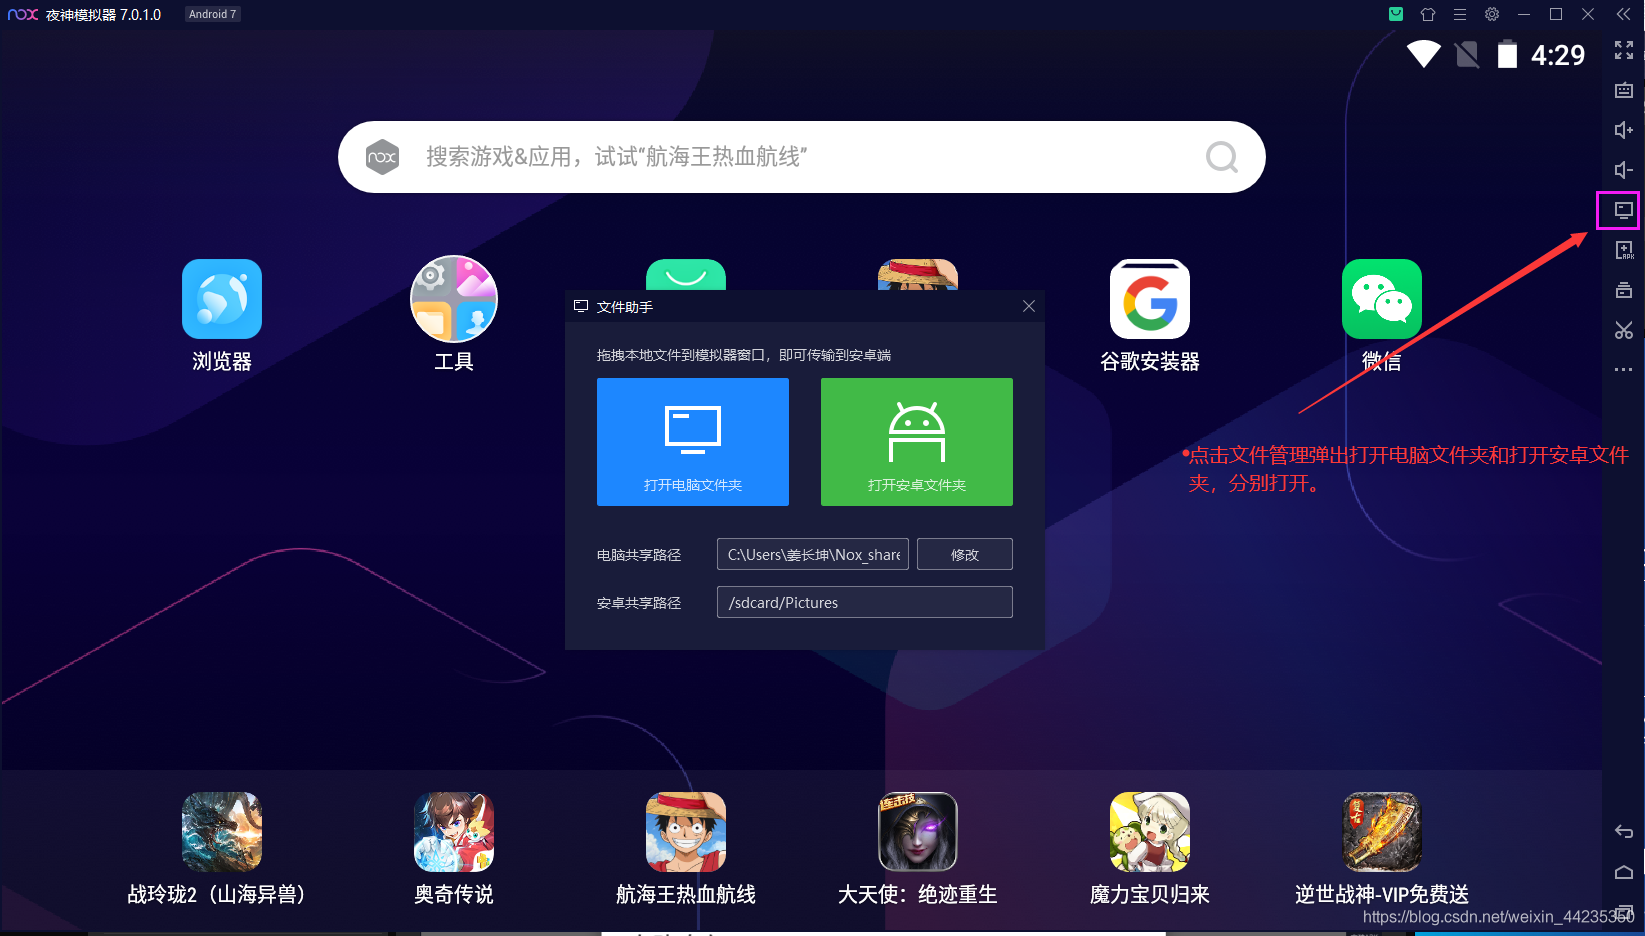 nox 夜神模拟器 7.0.1.0 Android 7
4:29
nox 搜索游戏&应用，试试“航海王热血航线”
浏览器
工具
谷歌安装器
微信
文件助手
拖拽本地文件到模拟器窗口，即可传输到安卓端
打开电脑文件夹
打开安卓文件夹
电脑共享路径 C:\Users\姜长坤\Nox_share 修改
安卓共享路径 /sdcard/Pictures
•点击文件管理弹出打开电脑文件夹和打开安卓文件
夹，分别打开。
APK
连击技
复古
战玲珑2（山海异兽）
奥奇传说
航海王热血航线
大天使：绝迹重生
魔力宝贝归来
逆世战神-VIP免费送
https://blog.csdn.net/weixin_44235350